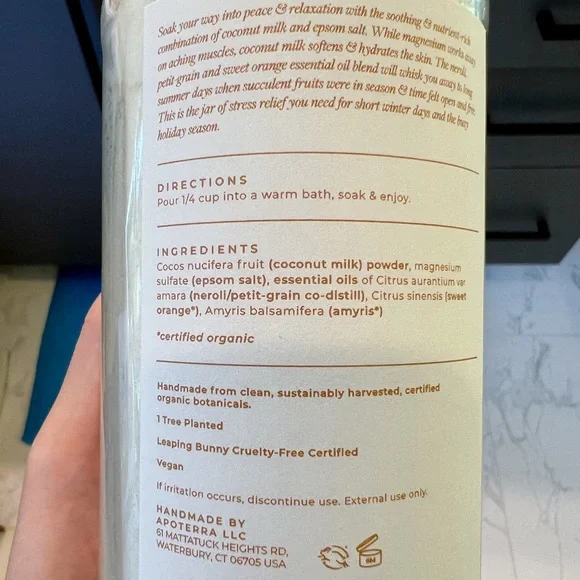 Soak your way into peace & relaxation with the soothing & nutrient-rich
combination of coconut milk and epsom salt. While magnesium works away
on aching muscles, coconut milk softens & hydrates the skin. The neroli,
petit-grain and sweet orange essential oil blend will whisk you away to long
summer days when succulent fruits were in season & time felt open and free.
This is the jar of stress relief you need for short winter days and the busy
holiday season.
DIRECTIONS
Pour 1/4 cup into a warm bath, soak & enjoy.
INGREDIENTS
Cocos nucifera fruit (coconut milk) powder, magnesium
sulfate (epsom salt), essential oils of Citrus aurantium var
amara (neroli/petit-grain co-distill), Citrus sinensis (sweet
orange*), Amyris balsamifera (amyris*)
*certified organic
Handmade from clean, sustainably harvested, certified
organic botanicals.
1 Tree Planted
Leaping Bunny Cruelty-Free Certified
Vegan
If irritation occurs, discontinue use. External use only.
HANDMADE BY
APOTERRA LLC
61 MATTATUCK HEIGHTS RD,
WATERBURY, CT 06705 USA